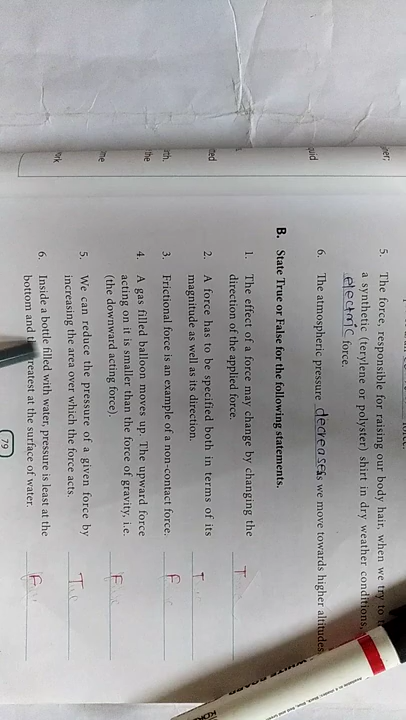 5. The force, responsible for raising our body hair, when we try to
a synthetic (terylene or polyster) shirt in dry weather conditions,
electric force.
6. The atmospheric pressure decreases we move towards higher altitudes
B. State True or False for the following statements.
1. The effect of a force may change by changing the
direction of the applied force. T
2. A force has to be specified both in terms of its
magnitude as well as its direction. T
3. Frictional force is an example of a non-contact force. F
4. A gas filled balloon moves up. The upward force
acting on it is smaller than the force of gravity, i.e.
(the downward acting force) F
5. We can reduce the pressure of a given force by
increasing the area over which the force acts. T
6. Inside a bottle filled with water, pressure is least at the
bottom and greatest at the surface of water. F
79